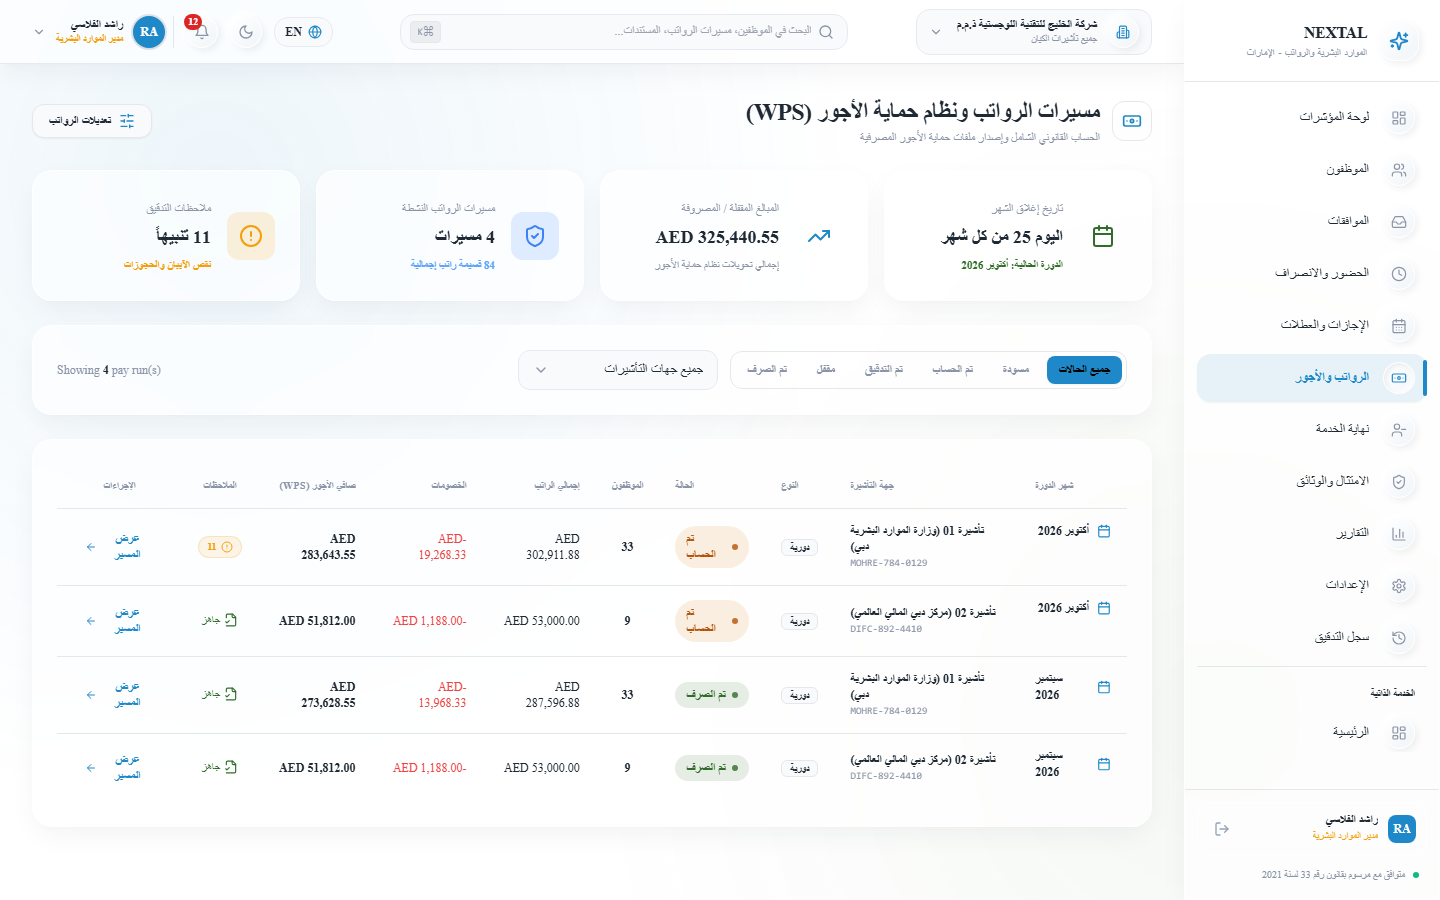 NEXTAL
الموارد البشرية والرواتب - الإمارات
شركة الخليج للتقنية اللوجستية ذ.م.م
جميع تأشيرات الكيان
البحث في الموظفين، مسيرات الرواتب، المستندات...
⌘K
EN
12
RA
راشد الفلاسي
مدير الموارد البشرية
لوحة المؤشرات
الموظفون
الموافقات
الحضور والانصراف
الإجازات والعطلات
الرواتب والأجور
نهاية الخدمة
الامتثال والوثائق
التقارير
الإعدادات
سجل التدقيق
الخدمة الذاتية
الرئيسية
RA
راشد الفلاسي
مدير الموارد البشرية
متوافق مع مرسوم بقانون رقم 33 لسنة 2021
مسيرات الرواتب ونظام حماية الأجور (WPS)
الحساب القانوني الشامل وإصدار ملفات حماية الأجور المصرفية
تعديلات الرواتب
تاريخ إغلاق الشهر
اليوم 25 من كل شهر
الدورة الحالية: أكتوبر 2026
المبالغ المقفلة / المصروفة
AED 325,440.55
إجمالي تحويلات نظام حماية الأجور
مسيرات الرواتب النشطة
4 مسيرات
84 قسيمة راتب إجمالية
ملاحظات التدقيق
11 تنبيهاً
نقص الآيبان والحجوزات
جميع الحالات
مسودة
تم الحساب
تم التدقيق
مقفل
تم الصرف
جميع جهات التأشيرات
Showing 4 pay run(s)
شهر الدورة جهة التأشيرة النوع الحالة الموظفون إجمالي الراتب الخصومات صافي الأجور (WPS) الملاحظات الإجراءات
أكتوبر 2026
تأشيرة 01 (وزارة الموارد البشرية
دبي)
MOHRE-784-0129
دورية
تم
الحساب
33
AED
302,911.88
AED-
19,268.33
AED
283,643.55
11
عرض
المسير
أكتوبر 2026
تأشيرة 02 (مركز دبي المالي العالمي)
DIFC-892-4410
دورية
تم
الحساب
9
AED 53,000.00
AED 1,188.00-
AED 51,812.00
جاهز
عرض
المسير
سبتمبر
2026
تأشيرة 01 (وزارة الموارد البشرية
دبي)
MOHRE-784-0129
دورية
تم الصرف
33
AED
287,596.88
AED-
13,968.33
AED
273,628.55
جاهز
عرض
المسير
سبتمبر
2026
تأشيرة 02 (مركز دبي المالي العالمي)
DIFC-892-4410
دورية
تم الصرف
9
AED 53,000.00
AED 1,188.00-
AED 51,812.00
جاهز
عرض
المسير